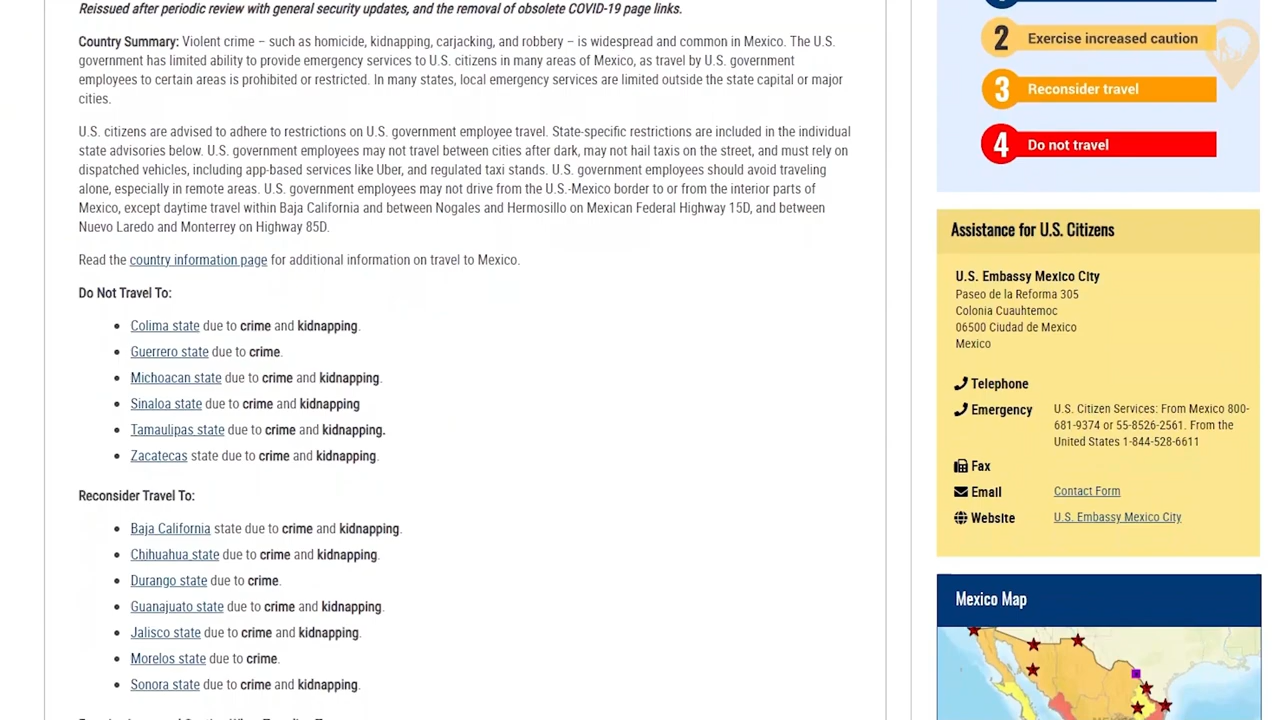 Reissued after periodic review with general security updates, and the removal of obsolete COVID-19 page links.
Country Summary: Violent crime – such as homicide, kidnapping, carjacking, and robbery – is widespread and common in Mexico. The U.S.
government has limited ability to provide emergency services to U.S. citizens in many areas of Mexico, as travel by U.S. government
employees to certain areas is prohibited or restricted. In many states, local emergency services are limited outside the state capital or major
cities.
U.S. citizens are advised to adhere to restrictions on U.S. government employee travel. State-specific restrictions are included in the individual
state advisories below. U.S. government employees may not travel between cities after dark, may not hail taxis on the street, and must rely on
dispatched vehicles, including app-based services like Uber, and regulated taxi stands. U.S. government employees should avoid traveling
alone, especially in remote areas. U.S. government employees may not drive from the U.S.-Mexico border to or from the interior parts of
Mexico, except daytime travel within Baja California and between Nogales and Hermosillo on Mexican Federal Highway 15D, and between
Nuevo Laredo and Monterrey on Highway 85D.
Read the country information page for additional information on travel to Mexico.
Do Not Travel To:
• Colima state due to crime and kidnapping.
• Guerrero state due to crime.
• Michoacan state due to crime and kidnapping.
• Sinaloa state due to crime and kidnapping
• Tamaulipas state due to crime and kidnapping.
• Zacatecas state due to crime and kidnapping.
Reconsider Travel To:
• Baja California state due to crime and kidnapping.
• Chihuahua state due to crime and kidnapping.
• Durango state due to crime.
• Guanajuato state due to crime and kidnapping.
• Jalisco state due to crime and kidnapping.
• Morelos state due to crime.
• Sonora state due to crime and kidnapping.
2 Exercise increased caution
3 Reconsider travel
4 Do not travel
Assistance for U.S. Citizens
U.S. Embassy Mexico City
Paseo de la Reforma 305
Colonia Cuauhtemoc
06500 Ciudad de Mexico
Mexico
Telephone
Emergency U.S. Citizen Services: From Mexico 800-
681-9374 or 55-8526-2561. From the
United States 1-844-528-6611
Fax
Email Contact Form
Website U.S. Embassy Mexico City
Mexico Map